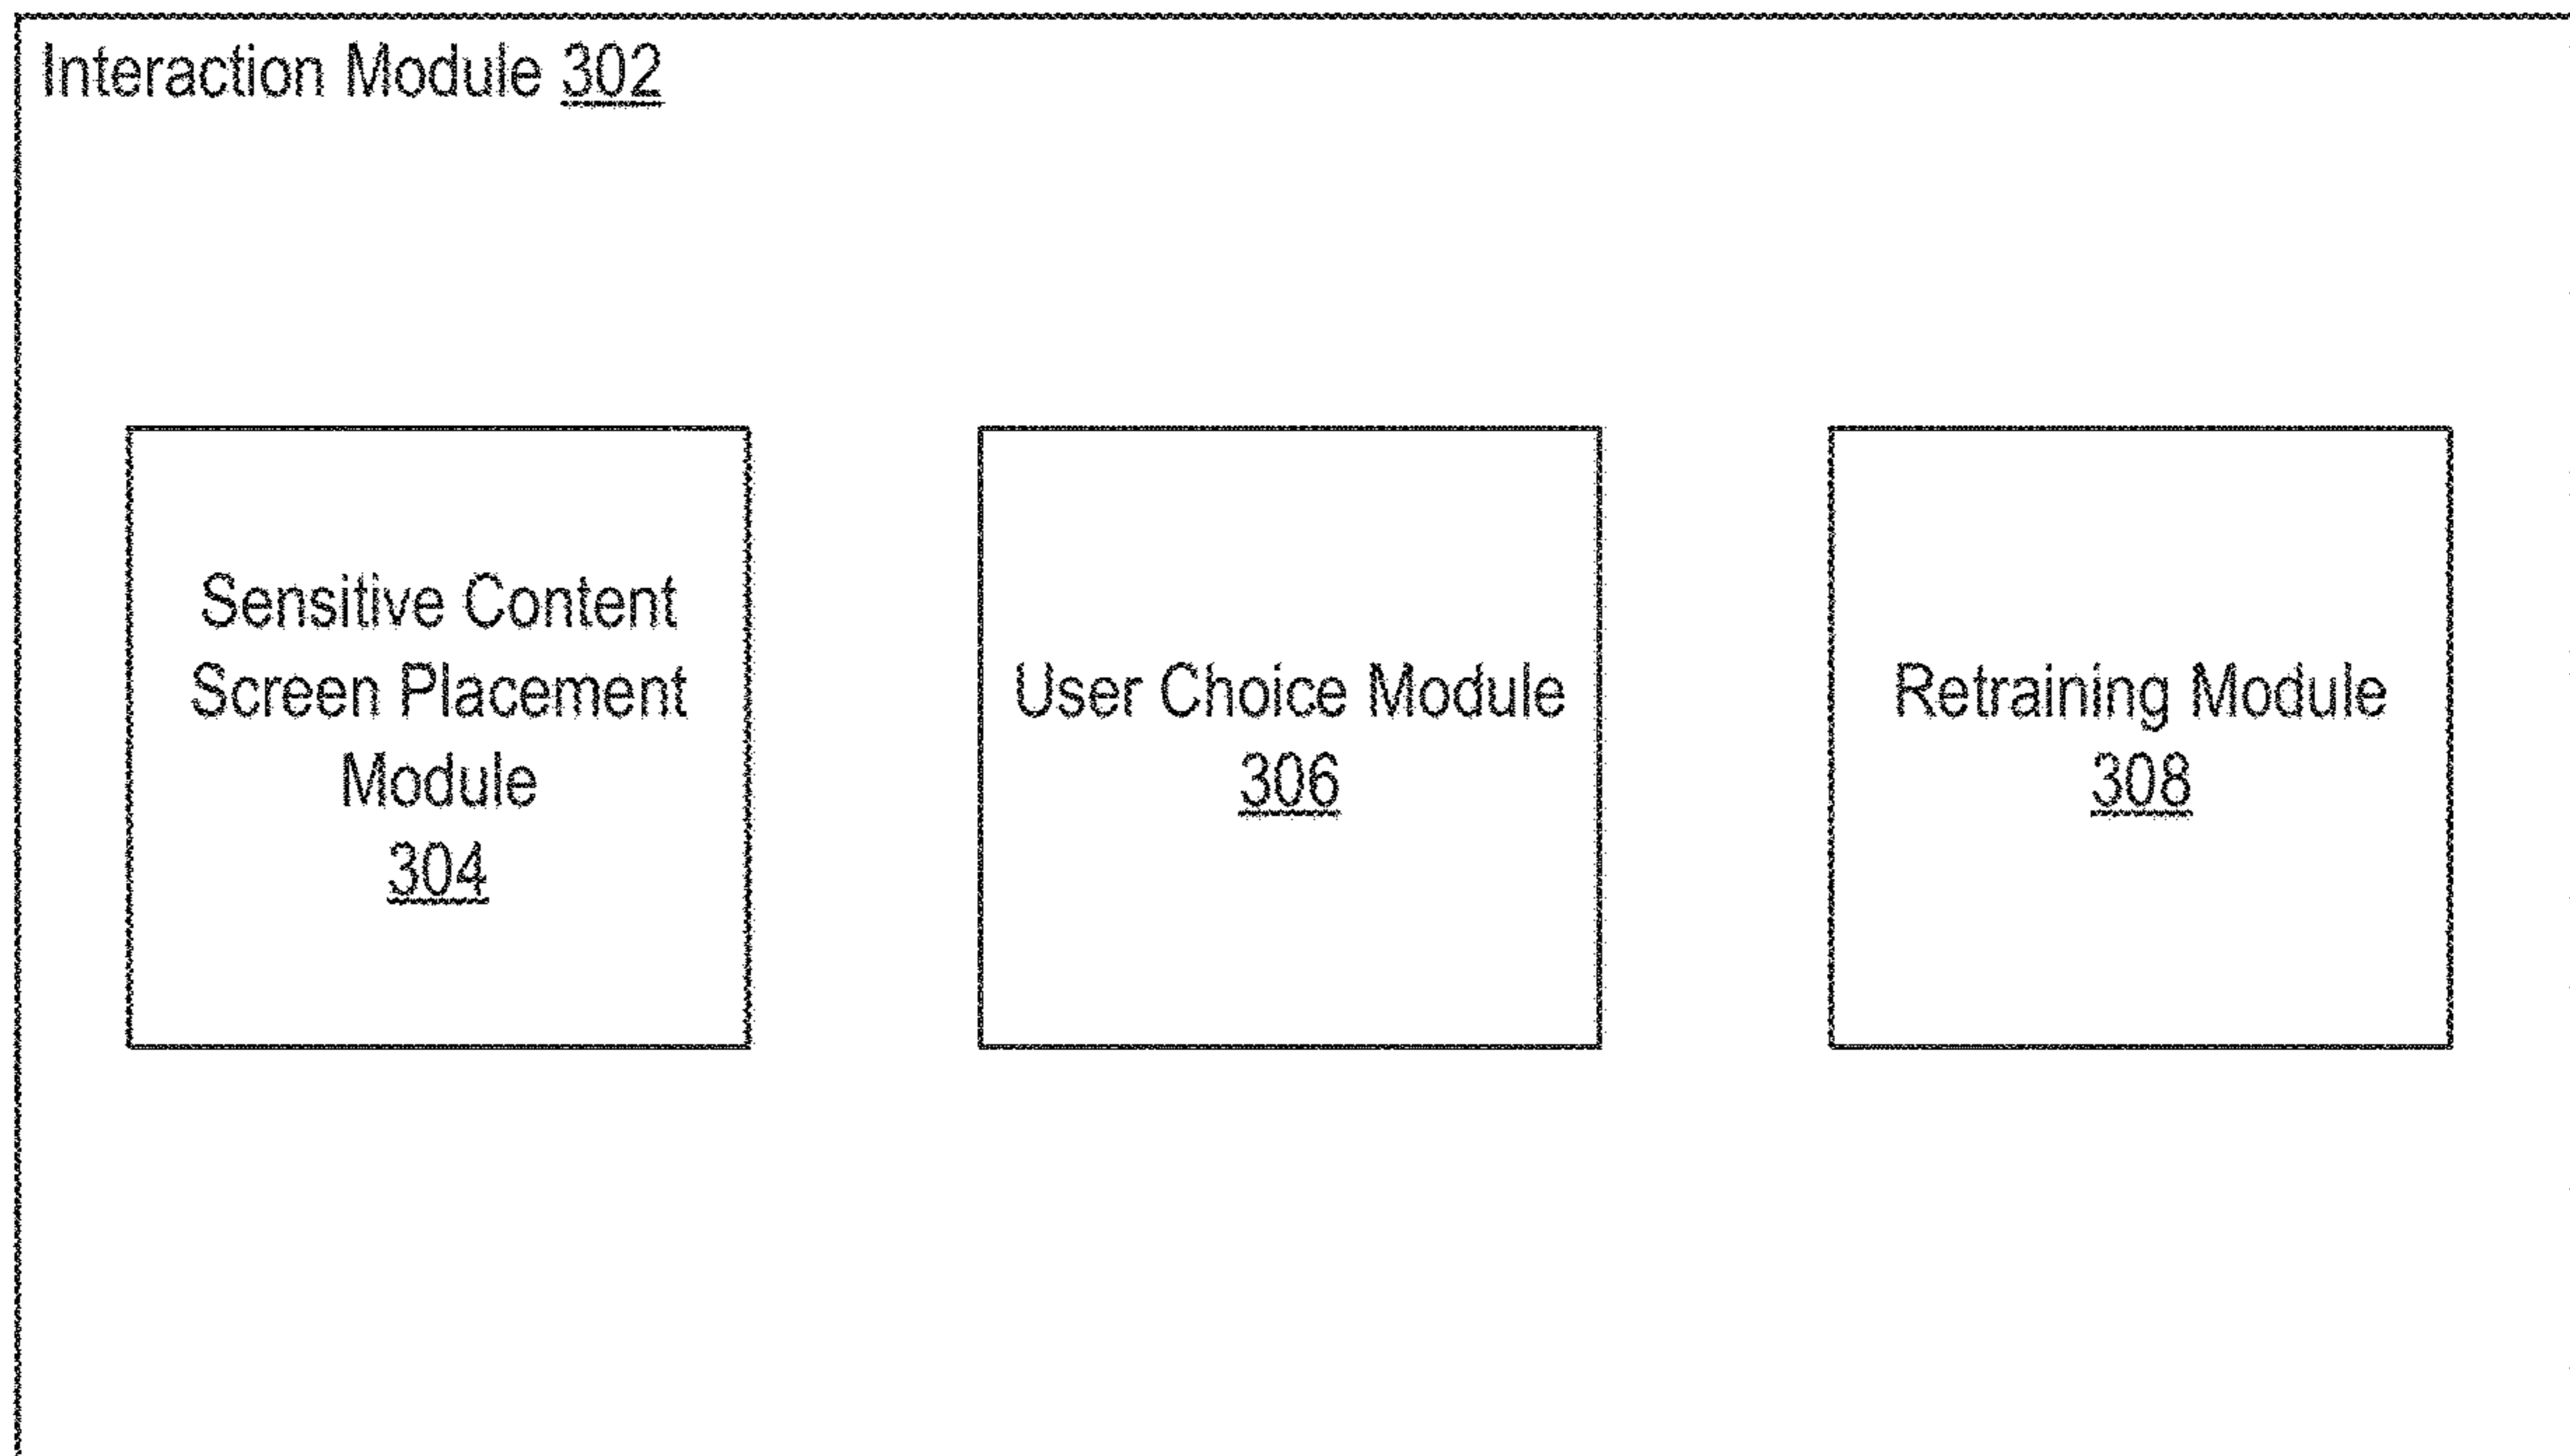 Interaction Module 302
Sensitive Content
Screen Placement
Module
304
User Choice Module
306
Retraining Module
308